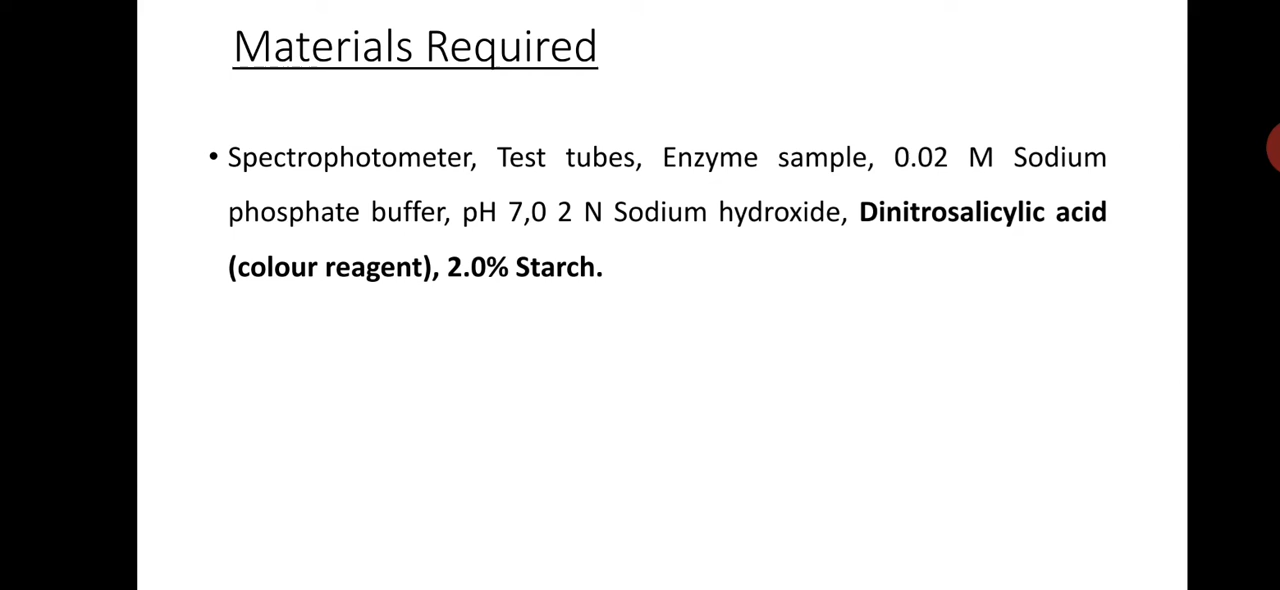 Materials Required
• Spectrophotometer, Test tubes, Enzyme sample, 0.02 M Sodium
phosphate buffer, pH 7,0 2 N Sodium hydroxide, Dinitrosalicylic acid
(colour reagent), 2.0% Starch.